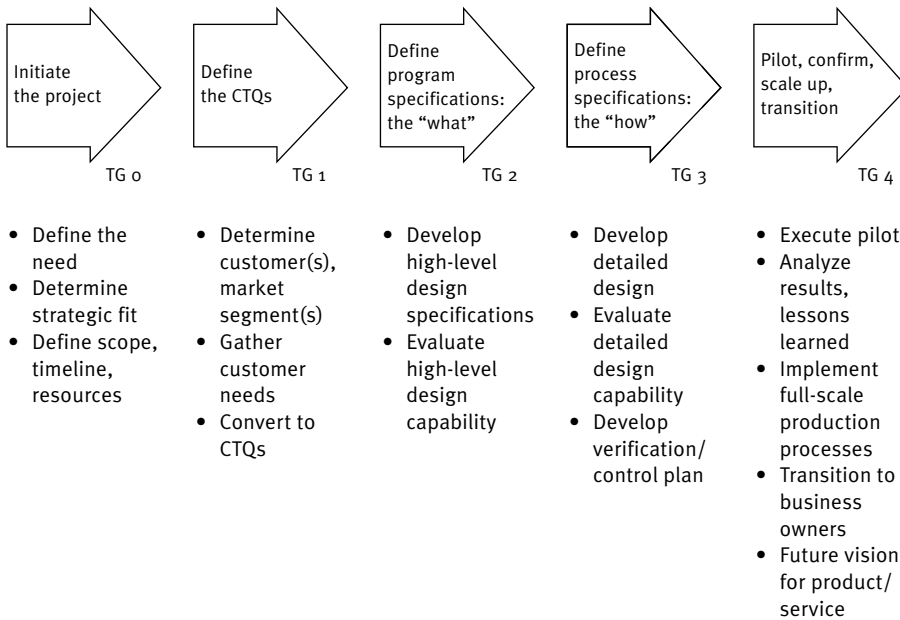 Initiate
the project
TG 0
Define
the CTQs
TG 1
Define
program
specifications:
the “what”
TG 2
Define
process
specifications:
the “how”
TG 3
Pilot, confirm,
scale up,
transition
TG 4
• Define the
need
• Determine
strategic fit
• Define scope,
timeline,
resources
• Determine
customer(s),
market
segment(s)
• Gather
customer
needs
• Convert to
CTQs
• Develop
high-level
design
specifications
• Evaluate
high-level
design
capability
• Develop
detailed
design
• Evaluate
detailed
design
capability
• Develop
verification/
control plan
• Execute pilot
• Analyze
results,
lessons
learned
• Implement
full-scale
production
processes
• Transition to
business
owners
• Future vision
for product/
service